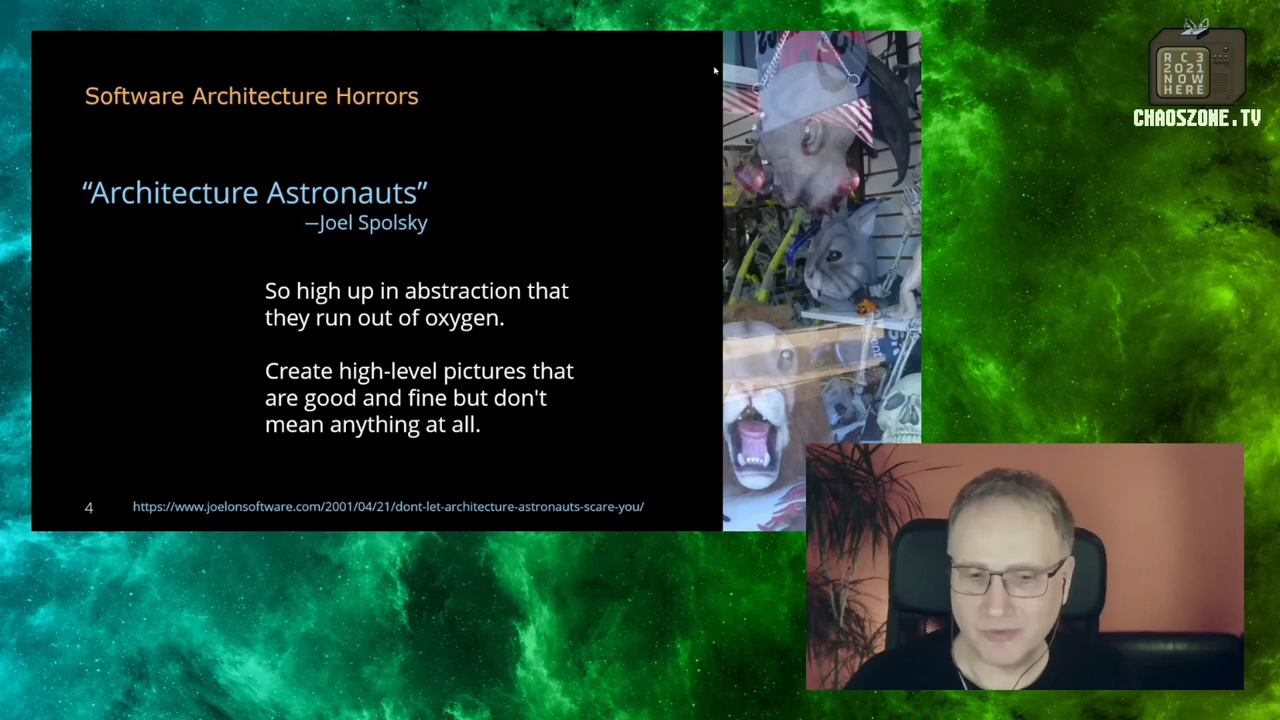 Software Architecture Horrors
“Architecture Astronauts”
—Joel Spolsky
So high up in abstraction that
they run out of oxygen.
Create high-level pictures that
are good and fine but don't
mean anything at all.
4
https://www.joelonsoftware.com/2001/04/21/dont-let-architecture-astronauts-scare-you/
RC3
2021
NOW
HERE
CHAOSZONE.TV